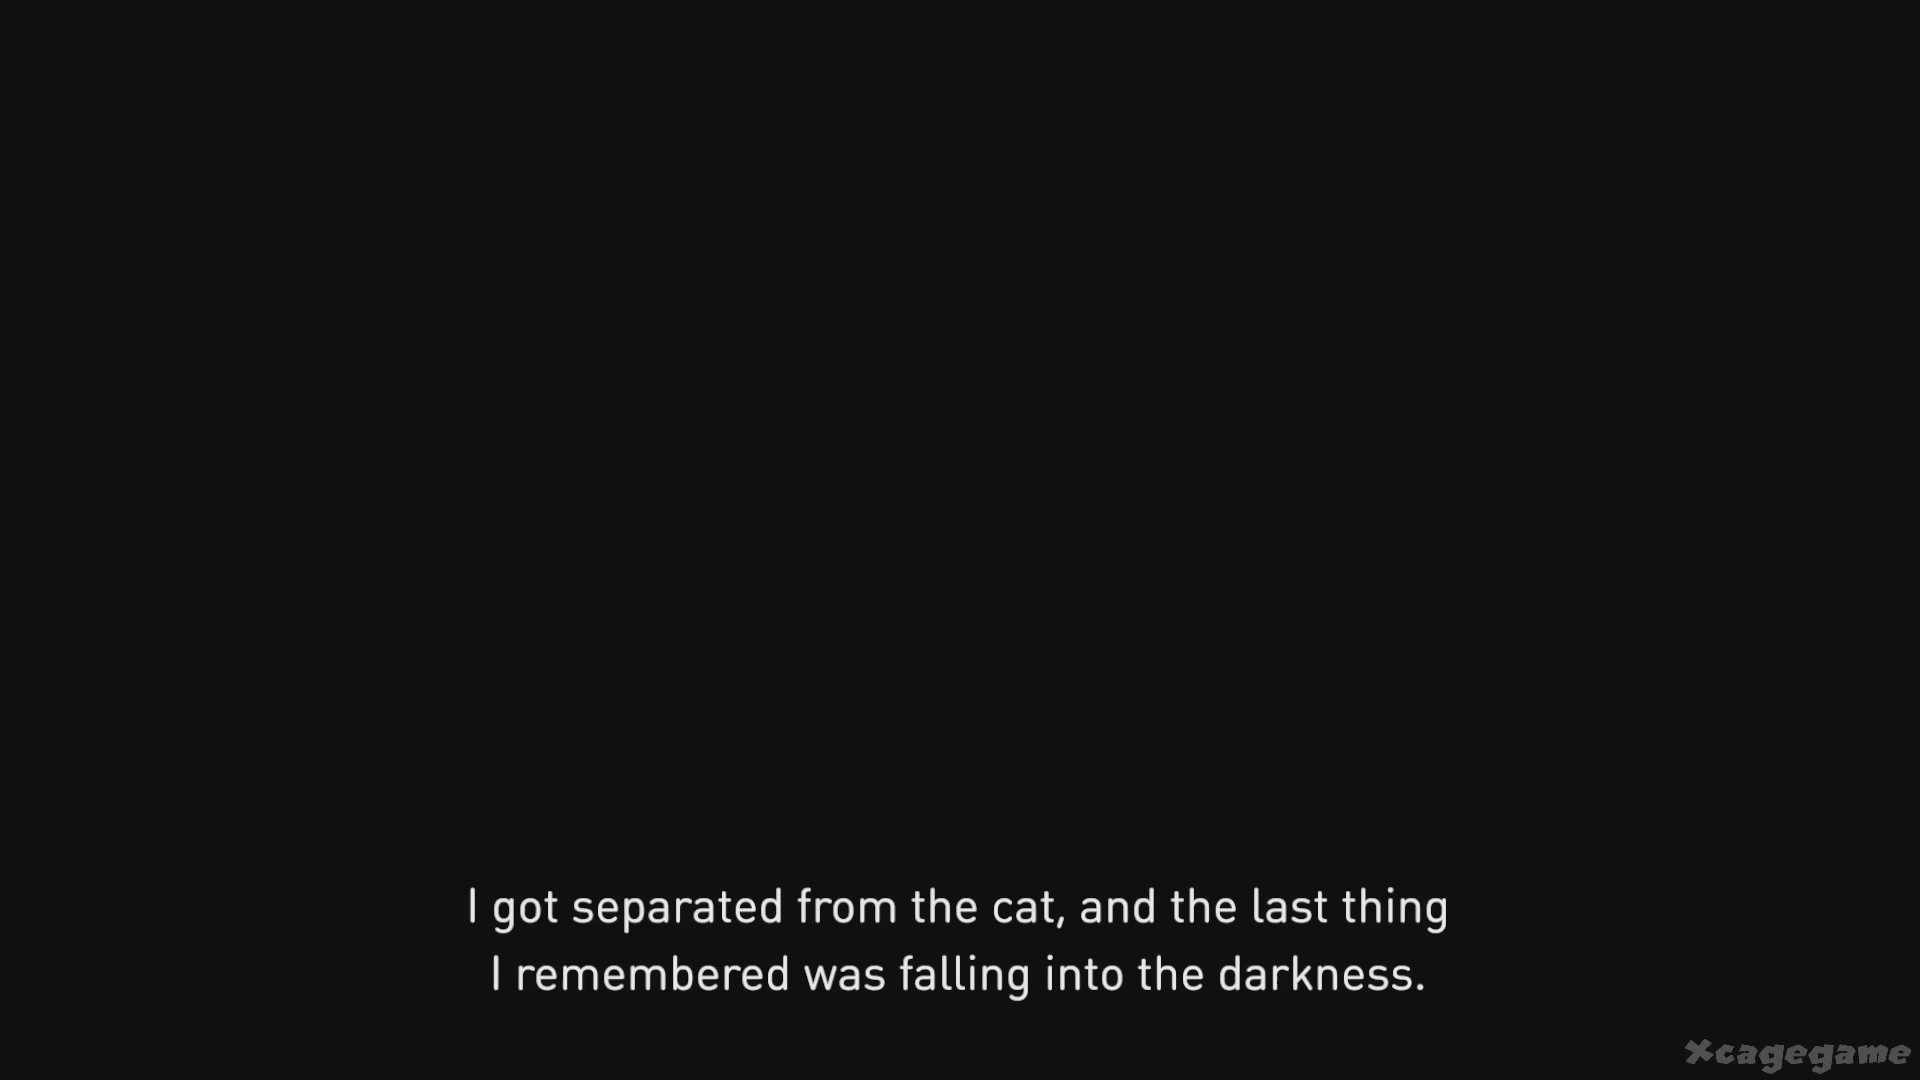 I got separated from the cat, and the last thing
I remembered was falling into the darkness.
Xcagegame